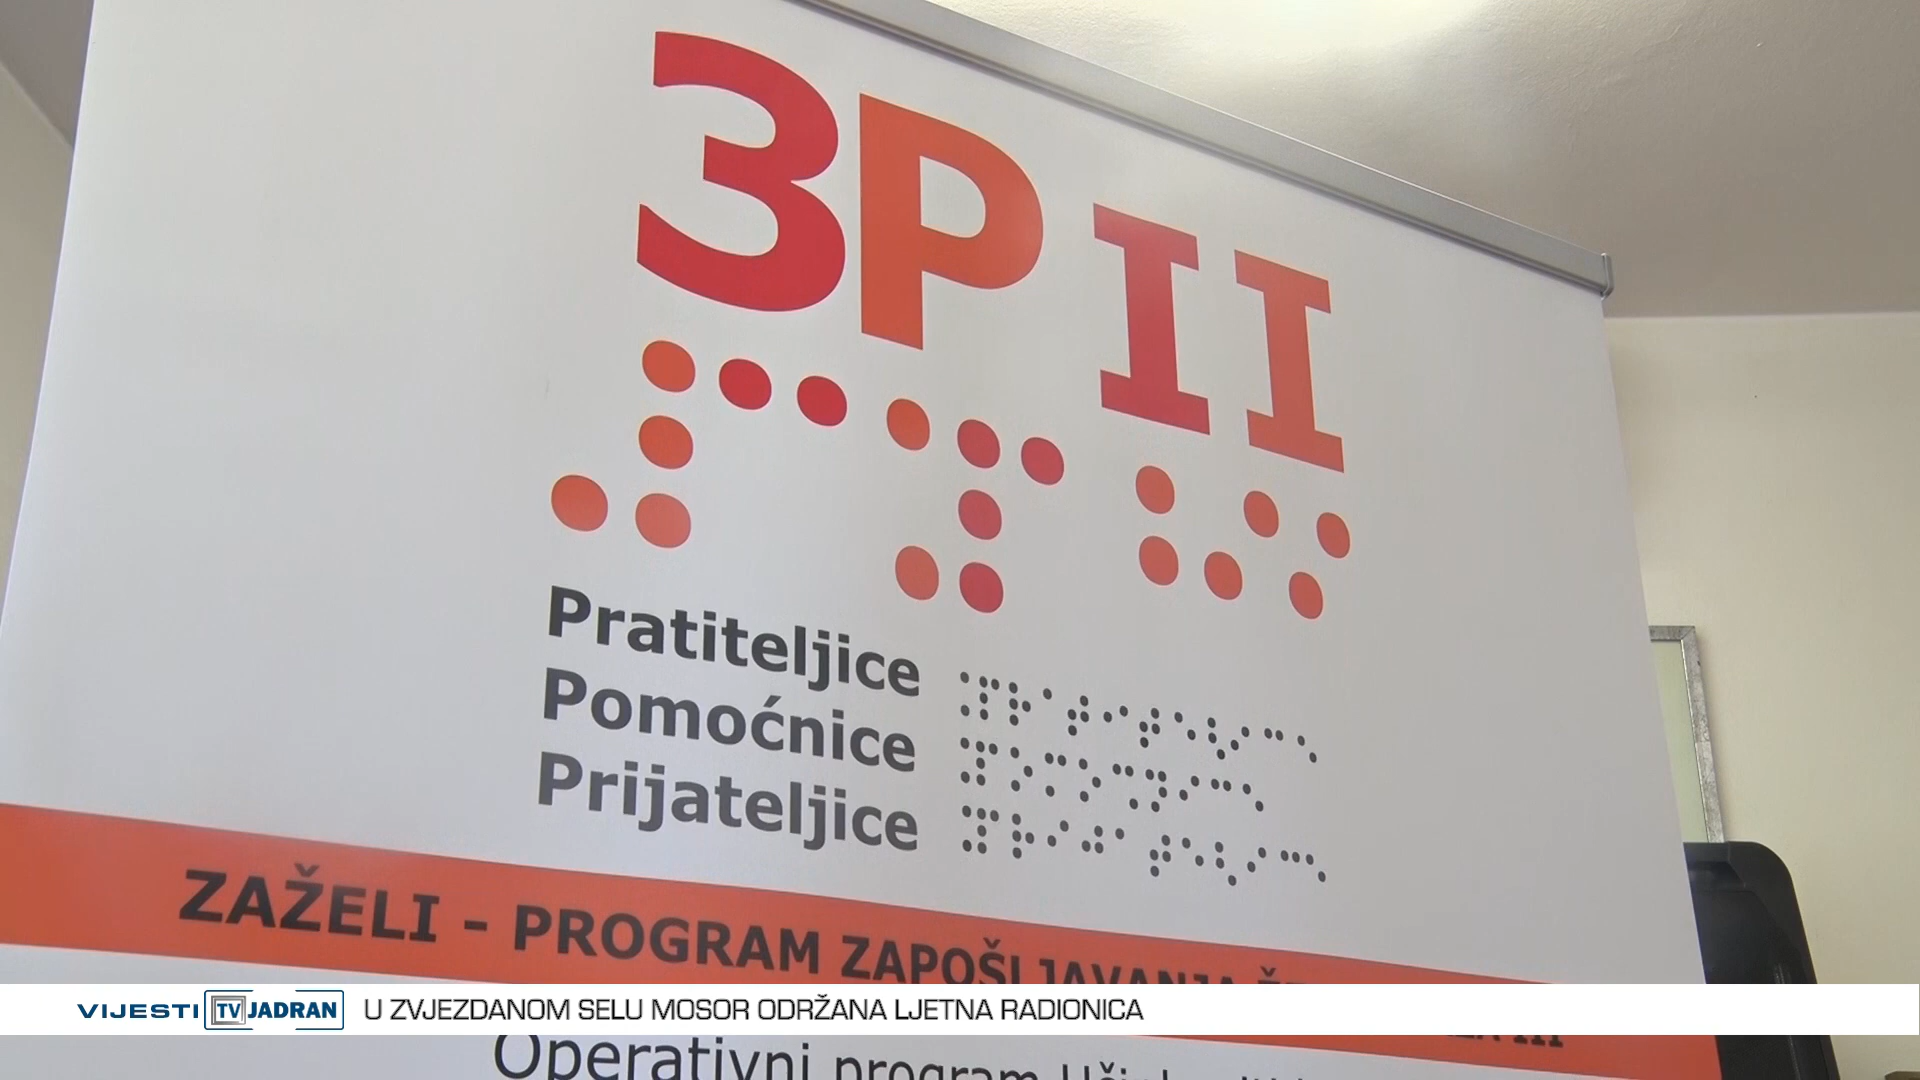 3P II
Pratiteljice
Pomoćnice
Prijateljice
ZAŽELI - PROGRAM ZAPOŠLJAVANJA
III
VIJESTI TV JADRAN U ZVJEZDANOM SELU MOSOR ODRŽANA LJETNA RADIONICA
Operativni program